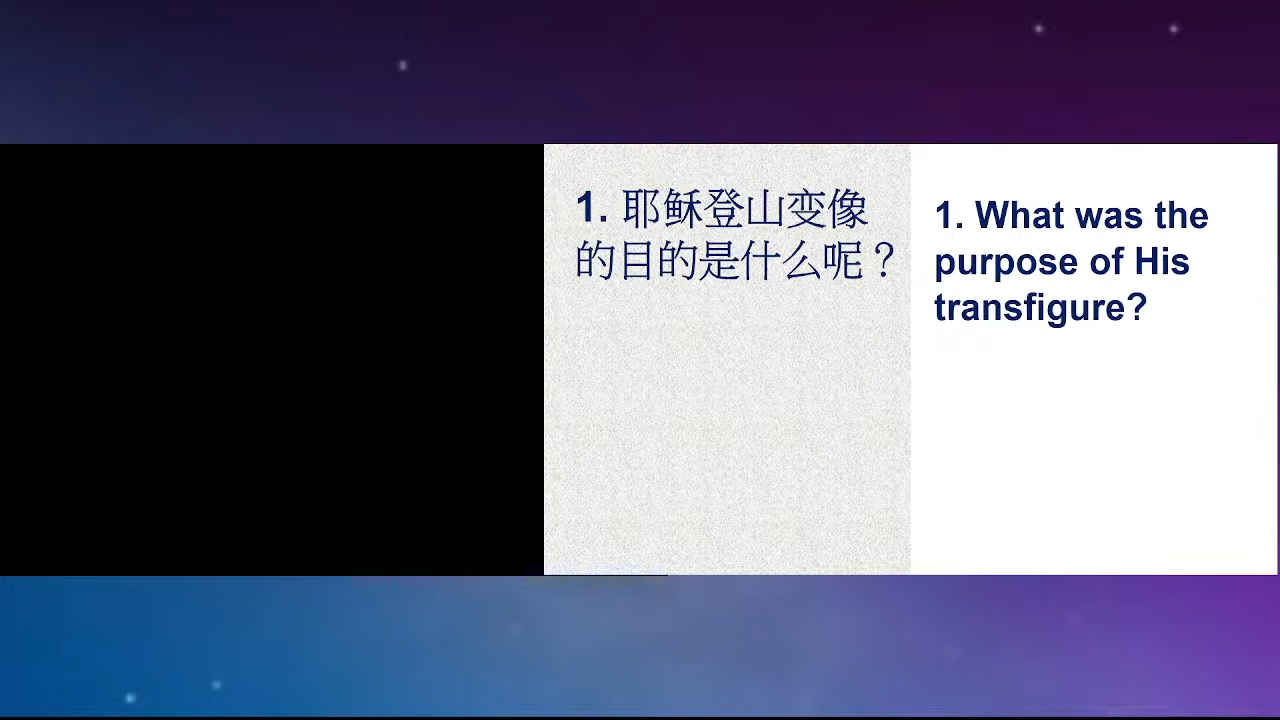 1. 耶稣登山变像
的目的是什么呢？
1. What was the
purpose of His
transfigure?